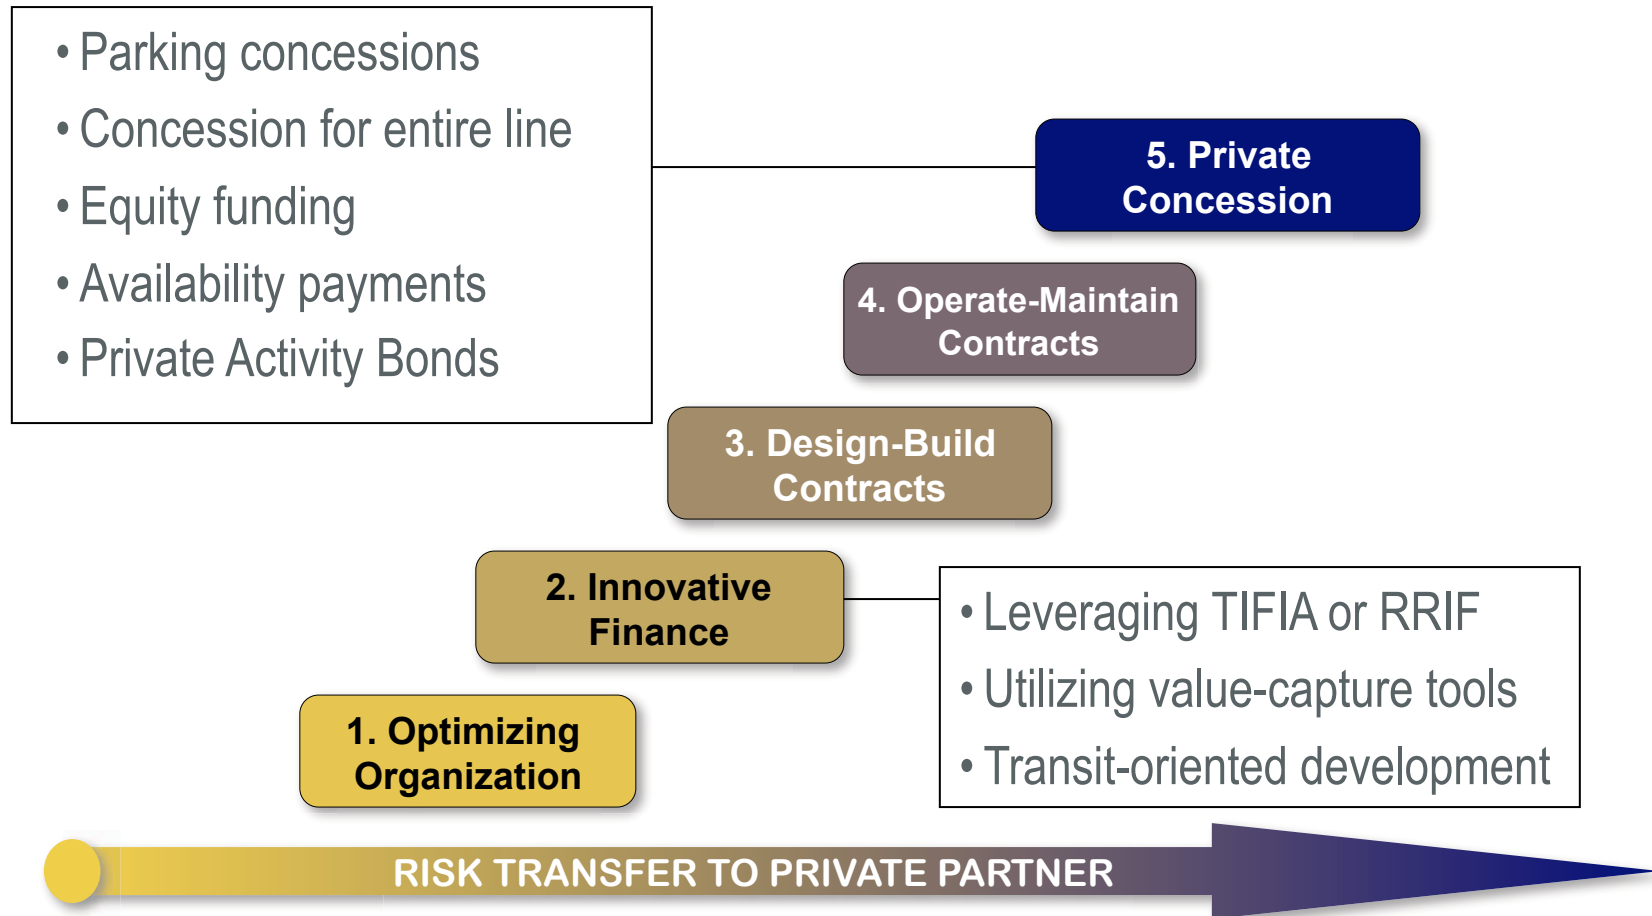 • Parking concessions
• Concession for entire line
• Equity funding
• Availability payments
• Private Activity Bonds
5. Private
Concession
4. Operate-Maintain
Contracts
3. Design-Build
Contracts
2. Innovative
Finance
• Leveraging TIFIA or RRIF
• Utilizing value-capture tools
• Transit-oriented development
1. Optimizing
Organization
RISK TRANSFER TO PRIVATE PARTNER